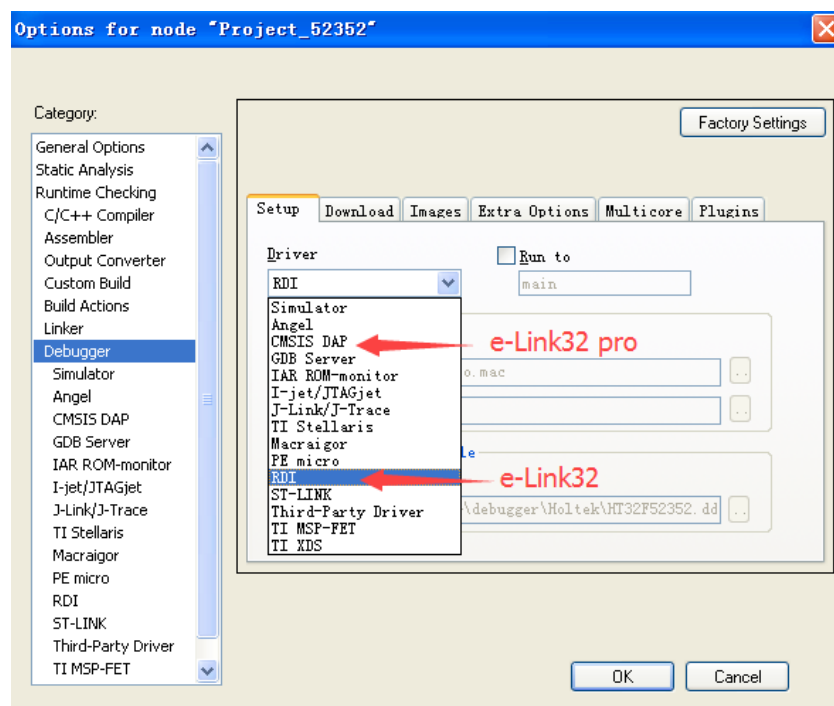 Options for node "Project_52352"
Category:
Factory Settings
General Options
Static Analysis
Runtime Checking
C/C++ Compiler
Assembler
Output Converter
Custom Build
Build Actions
Linker
Debugger
Simulator
Angel
CMSIS DAP
GDB Server
IAR ROM-monitor
I-jet/JTAGjet
J-Link/J-Trace
TI Stellaris
Macraigor
PE micro
RDI
ST-LINK
Third-Party Driver
TI MSP-FET
Setup Download Images Extra Options Multicore Plugins
Driver
Run to
RDI
main
Simulator
Angel
CMSIS DAP
GDB Server
IAR ROM-monitor
I-jet/JTAGjet
J-Link/J-Trace
TI Stellaris
Macraigor
PE micro
RDI
ST-LINK
Third-Party Driver
TI MSP-FET
TI XDS
e-Link32 pro
o.mac
..
..
le
e-Link32
\debugger\Holtek\HT32F52352.dd
..
OK Cancel